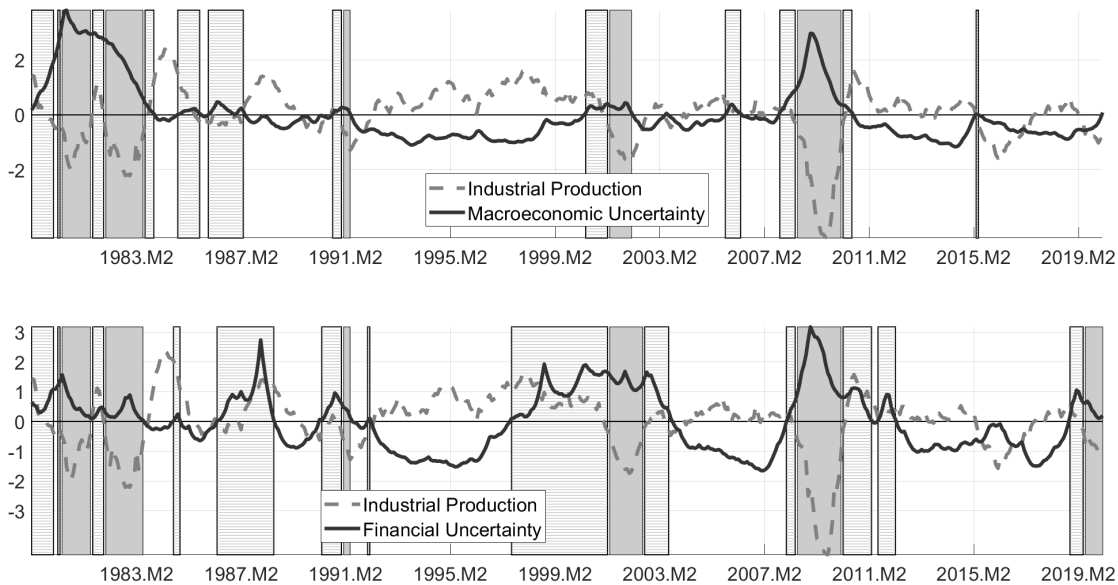 2
0
-2
Industrial Production
Macroeconomic Uncertainty
1983.M2 1987.M2 1991.M2 1995.M2 1999.M2 2003.M2 2007.M2 2011.M2 2015.M2 2019.M2
3
2
1
0
-1
-2
-3
Industrial Production
Financial Uncertainty
1983.M2 1987.M2 1991.M2 1995.M2 1999.M2 2003.M2 2007.M2 2011.M2 2015.M2 2019.M2